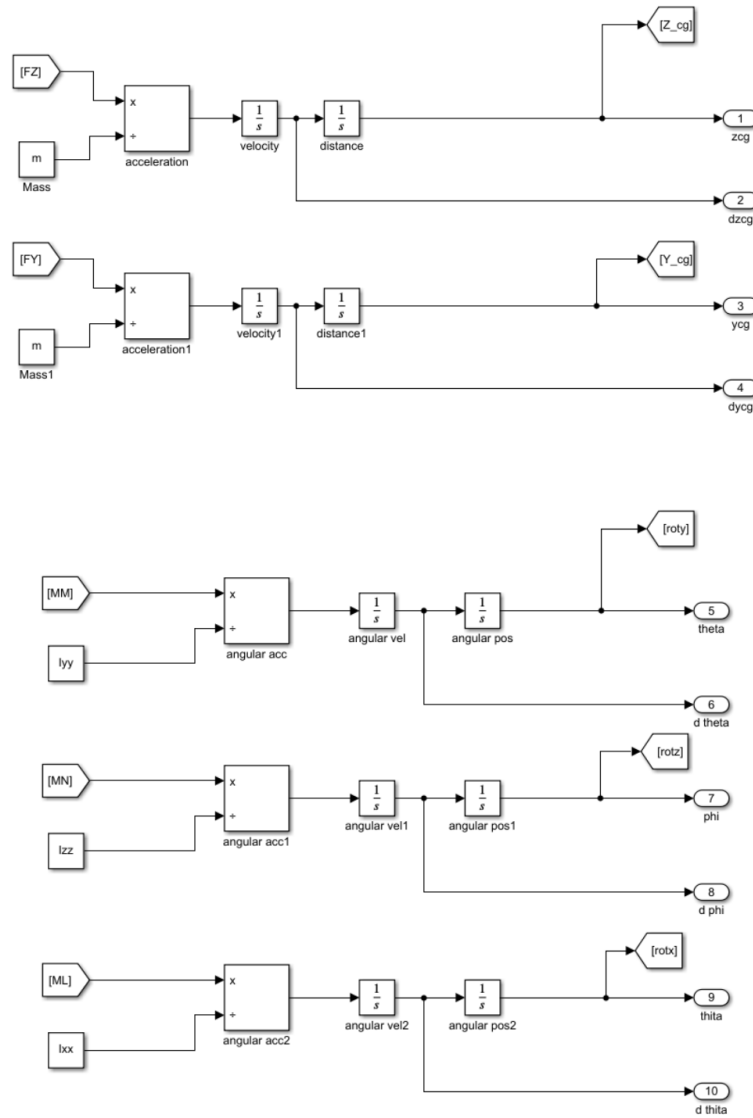 [Z_cg]
[FZ]
x
÷
m
Mass
acceleration
1
s
velocity
1
s
distance
1
zcg
2
dzcg
[FY]
x
÷
m
Mass1
acceleration1
1
s
velocity1
1
s
distance1
[Y_cg]
3
ycg
4
dycg
[roty]
[MM]
x
÷
Iyy
angular acc
1
s
angular vel
1
s
angular pos
5
theta
6
d theta
[rotz]
[MN]
x
÷
Izz
angular acc1
1
s
angular vel1
1
s
angular pos1
7
phi
8
d phi
[rotx]
[ML]
x
÷
Ixx
angular acc2
1
s
angular vel2
1
s
angular pos2
9
thita
10
d thita